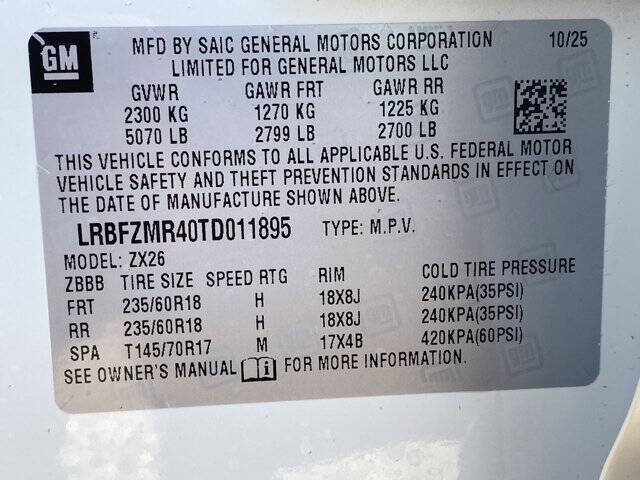 GM
MFD BY SAIC GENERAL MOTORS CORPORATION 10/25
LIMITED FOR GENERAL MOTORS LLC
GVWR GAWR FRT GAWR RR
2300 KG 1270 KG 1225 KG
5070 LB 2799 LB 2700 LB
THIS VEHICLE CONFORMS TO ALL APPLICABLE U.S. FEDERAL MOTOR
VEHICLE SAFETY AND THEFT PREVENTION STANDARDS IN EFFECT ON
THE DATE OF MANUFACTURE SHOWN ABOVE.
LRBFZMR40TD011895 TYPE: M.P.V.
MODEL: ZX26
ZBBB TIRE SIZE SPEED RTG RIM COLD TIRE PRESSURE
FRT 235/60R18 H 18X8J 240KPA(35PSI)
RR 235/60R18 H 18X8J 240KPA(35PSI)
SPA T145/70R17 M 17X4B 420KPA(60PSI)
SEE OWNER'S MANUAL FOR MORE INFORMATION.